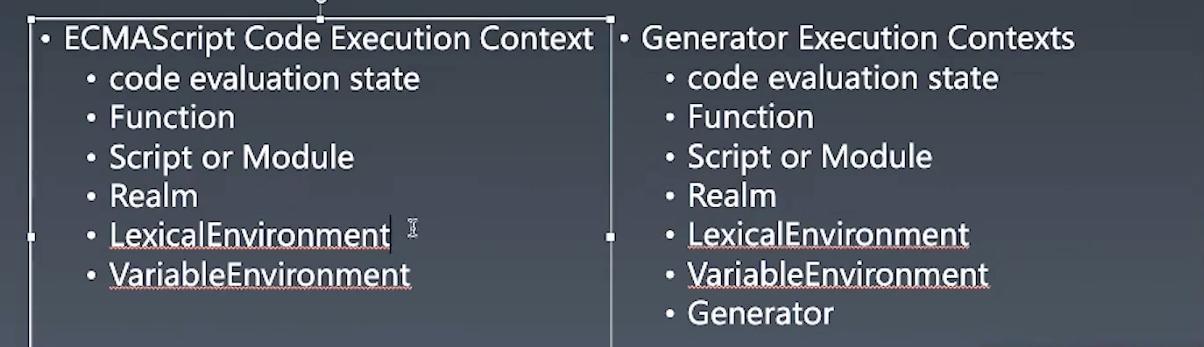 • ECMAScript Code Execution Context
• code evaluation state
• Function
• Script or Module
• Realm
• LexicalEnvironment
• VariableEnvironment
• Generator Execution Contexts
• code evaluation state
• Function
• Script or Module
• Realm
• LexicalEnvironment
• VariableEnvironment
• Generator